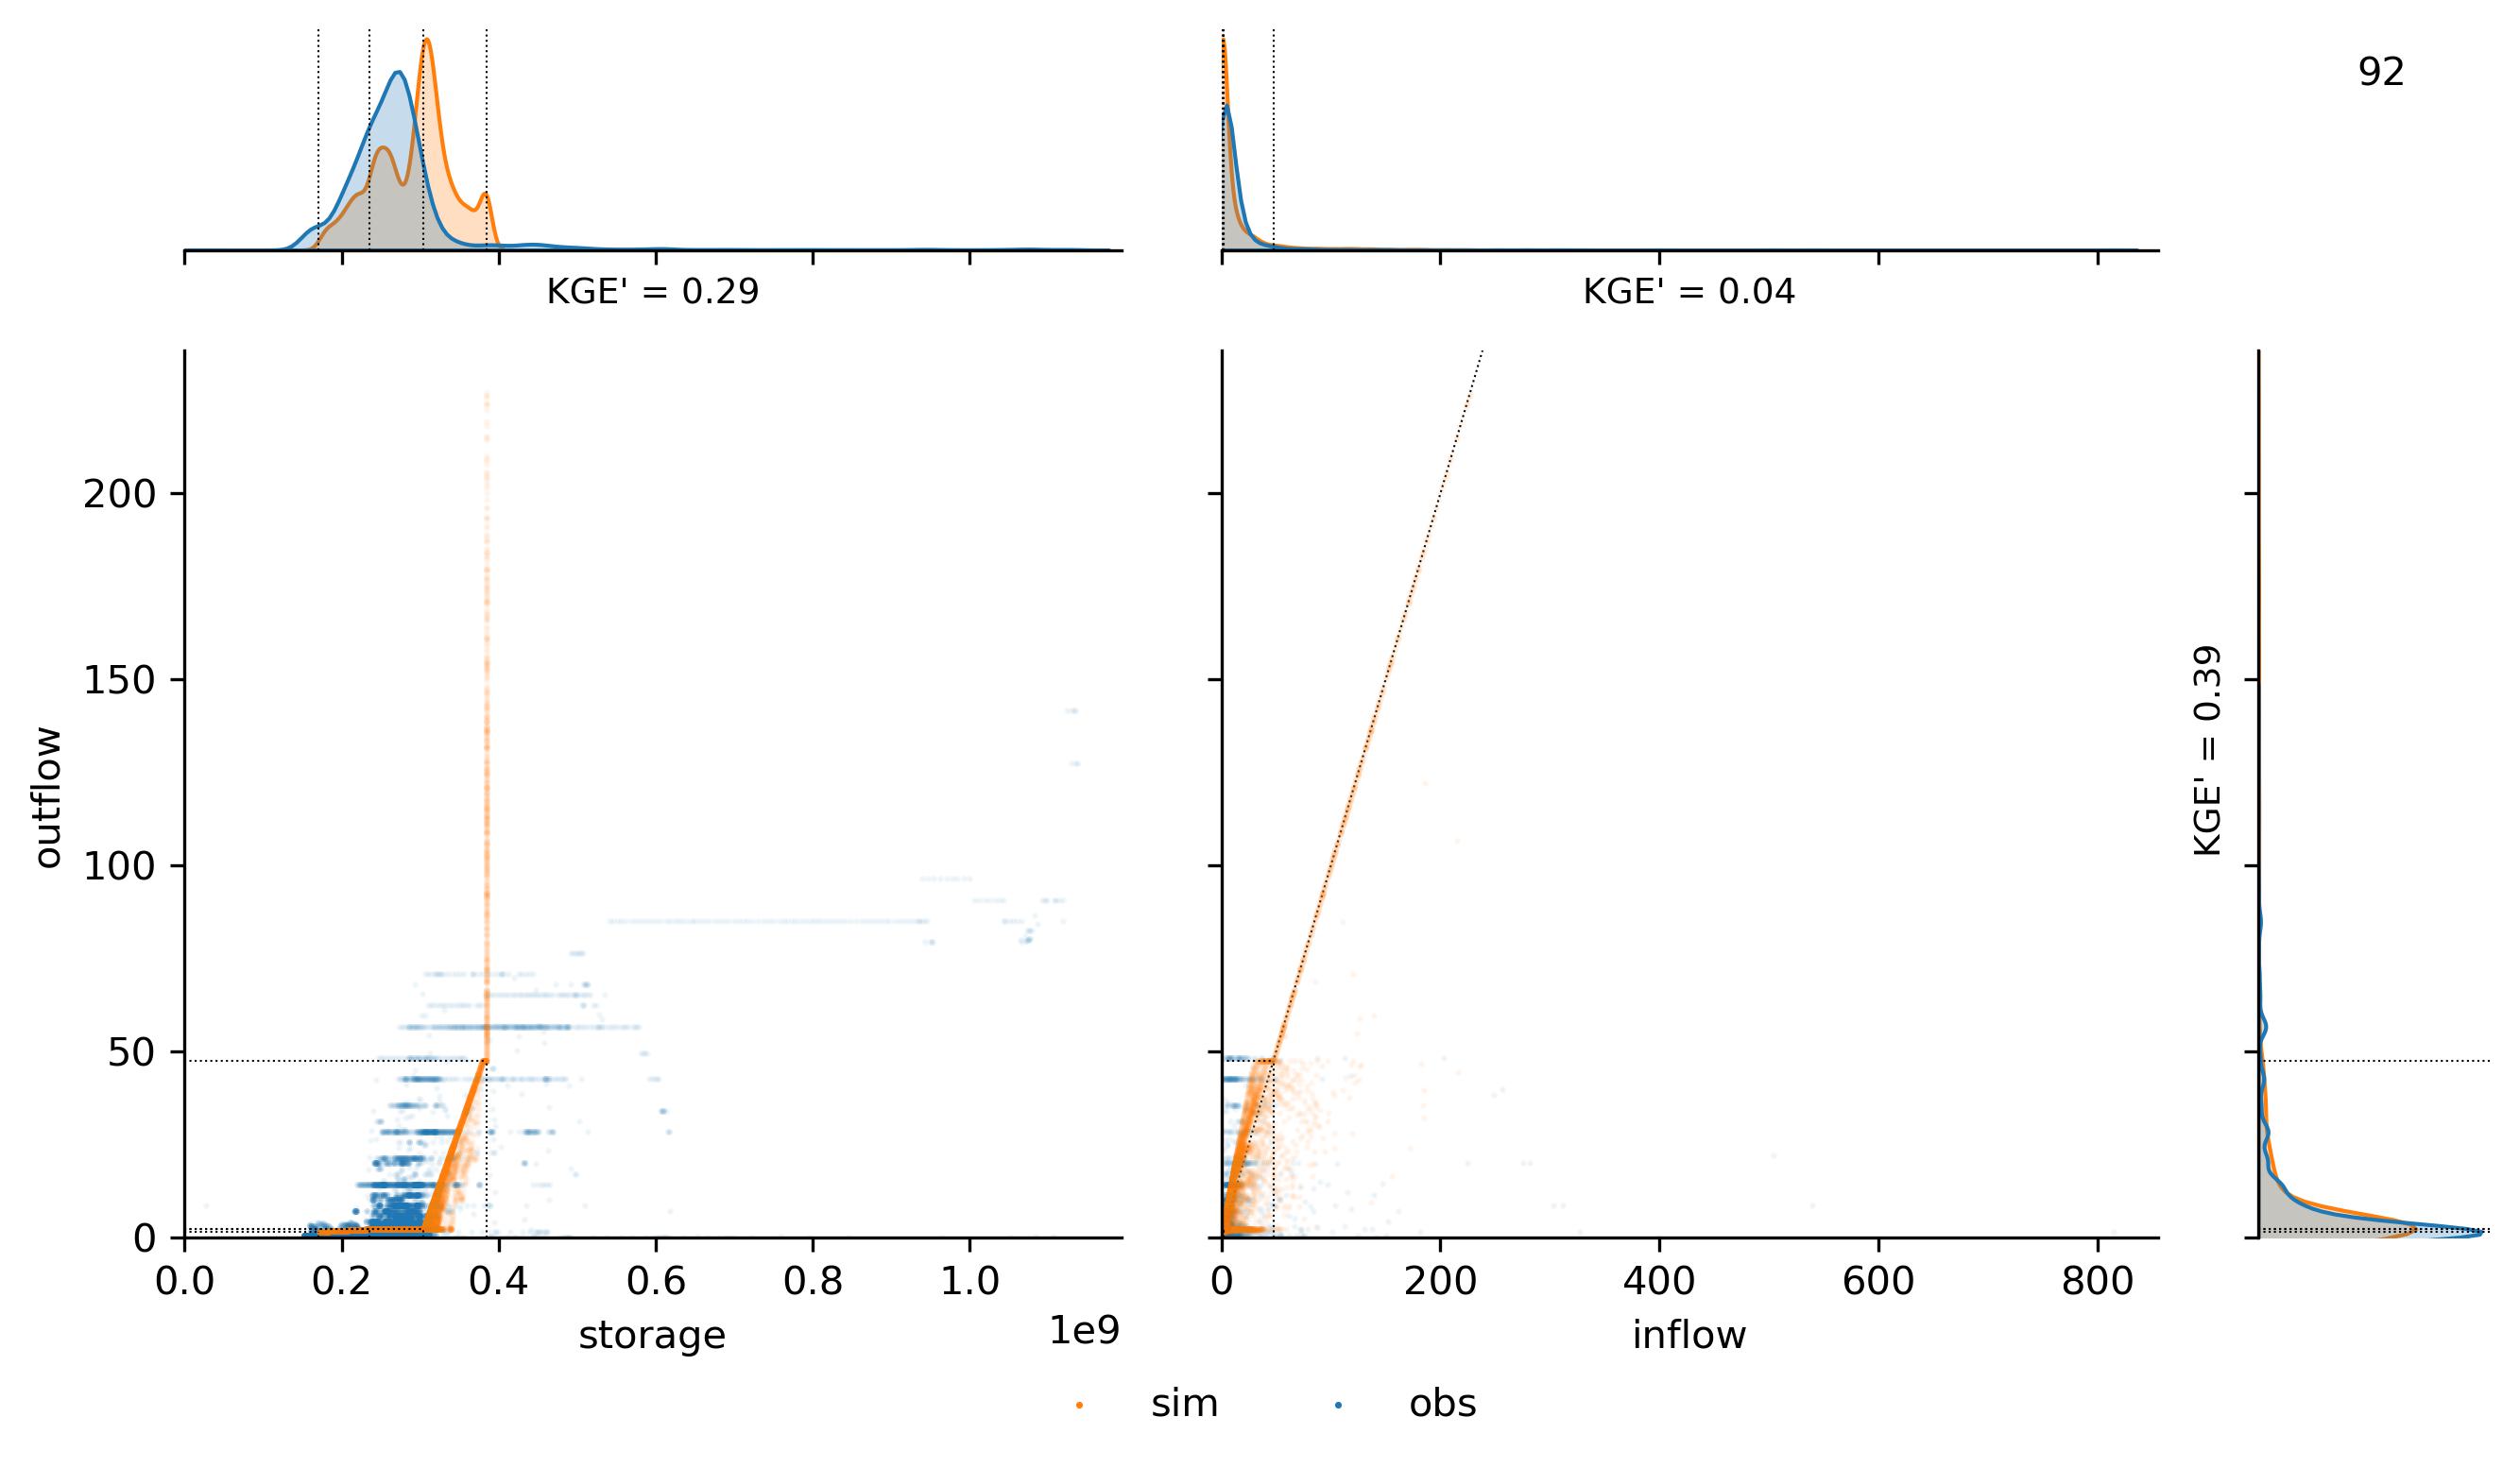 92
KGE' = 0.29
KGE' = 0.04
outflow
200
150
100
50
0
KGE' = 0.39
0.0 0.2 0.4 0.6 0.8 1.0
0 200 400 600 800
storage
1e9
inflow
sim obs